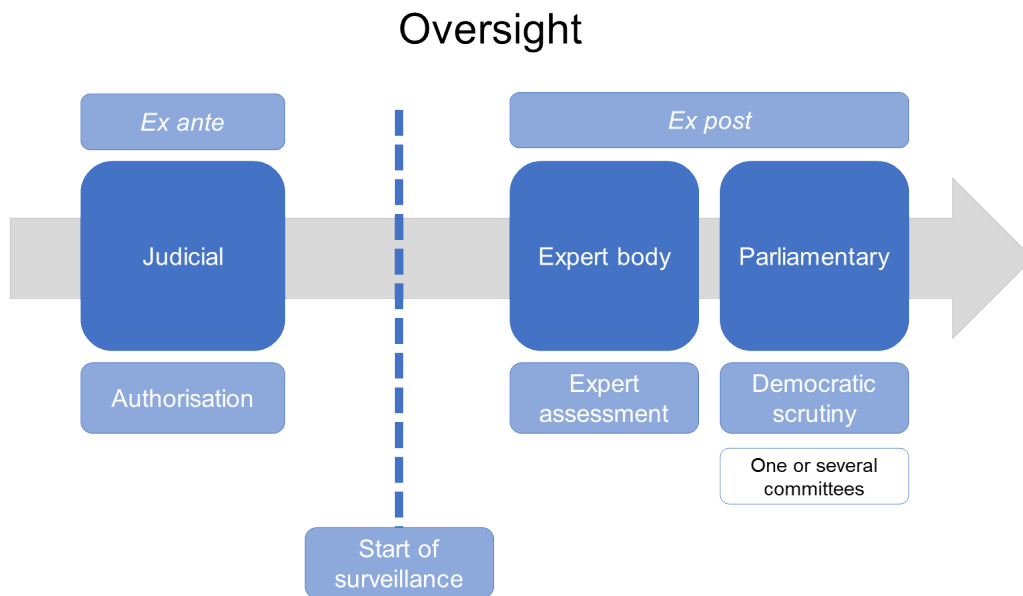 Oversight
Ex ante
Ex post
Judicial
Expert body
Parliamentary
Authorisation
Expert
assessment
Democratic
scrutiny
One or several
committees
Start of
surveillance